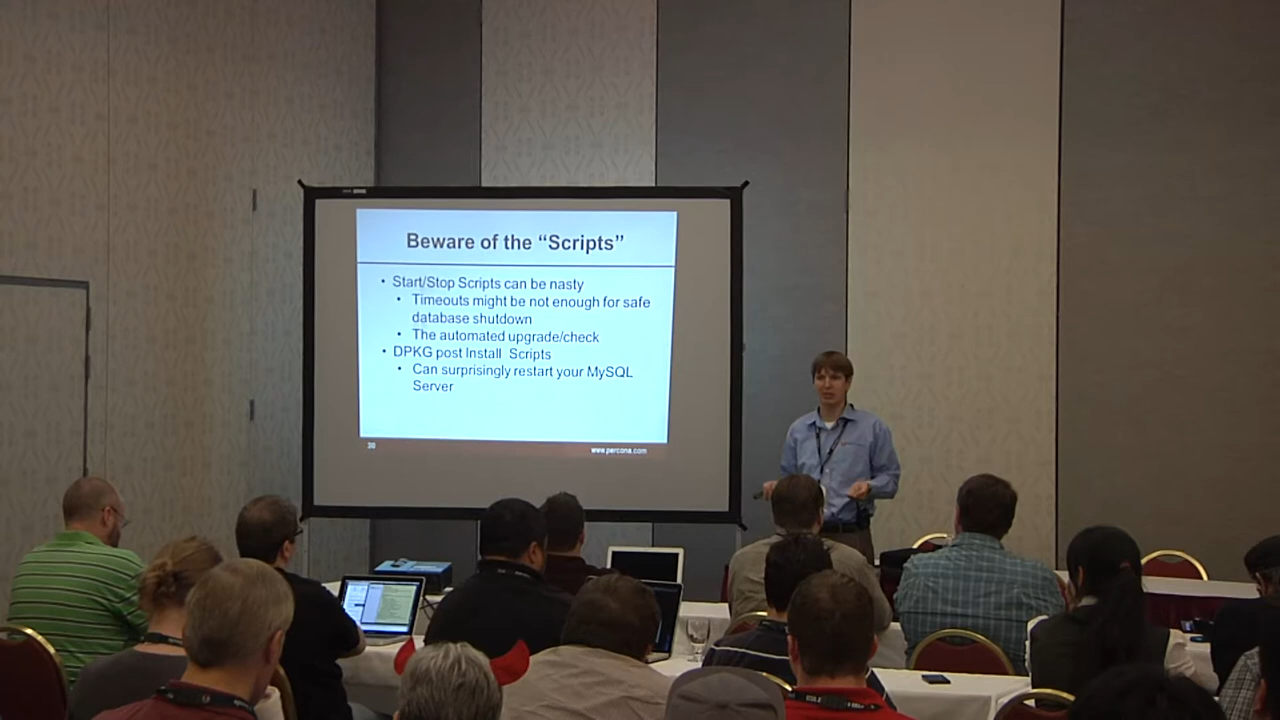 Beware of the “Scripts”
• Start/Stop Scripts can be nasty
• Timeouts might be not enough for safe
database shutdown
• The automated upgrade/check
• DPKG post Install Scripts
• Can surprisingly restart your MySQL
Server
30
www.percona.com